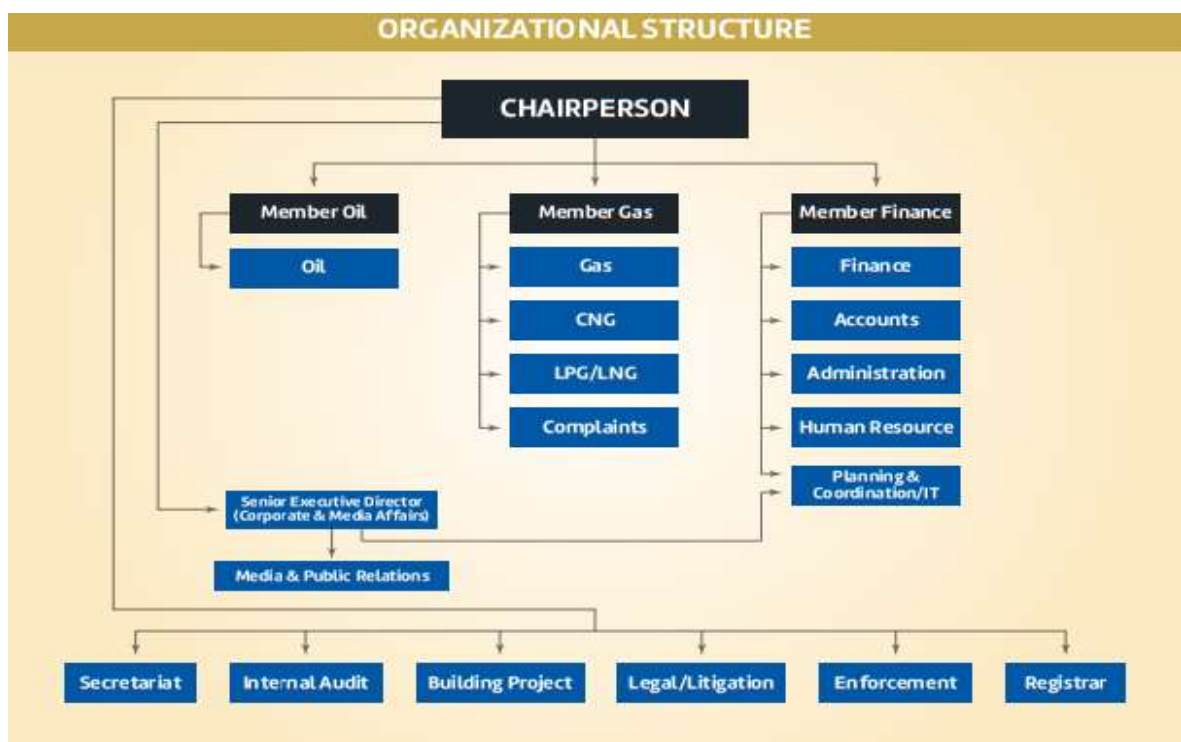 ORGANIZATIONAL STRUCTURE
CHAIRPERSON
Member Oil
Oil
Member Gas
Gas
CNG
LPG/LNG
Complaints
Member Finance
Finance
Accounts
Administration
Human Resource
Planning &
Coordination/IT
Senior Executive Director
(Corporate & Media Affairs)
Media & Public Relations
Secretariat
Internal Audit
Building Project
Legal/Litigation
Enforcement
Registrar